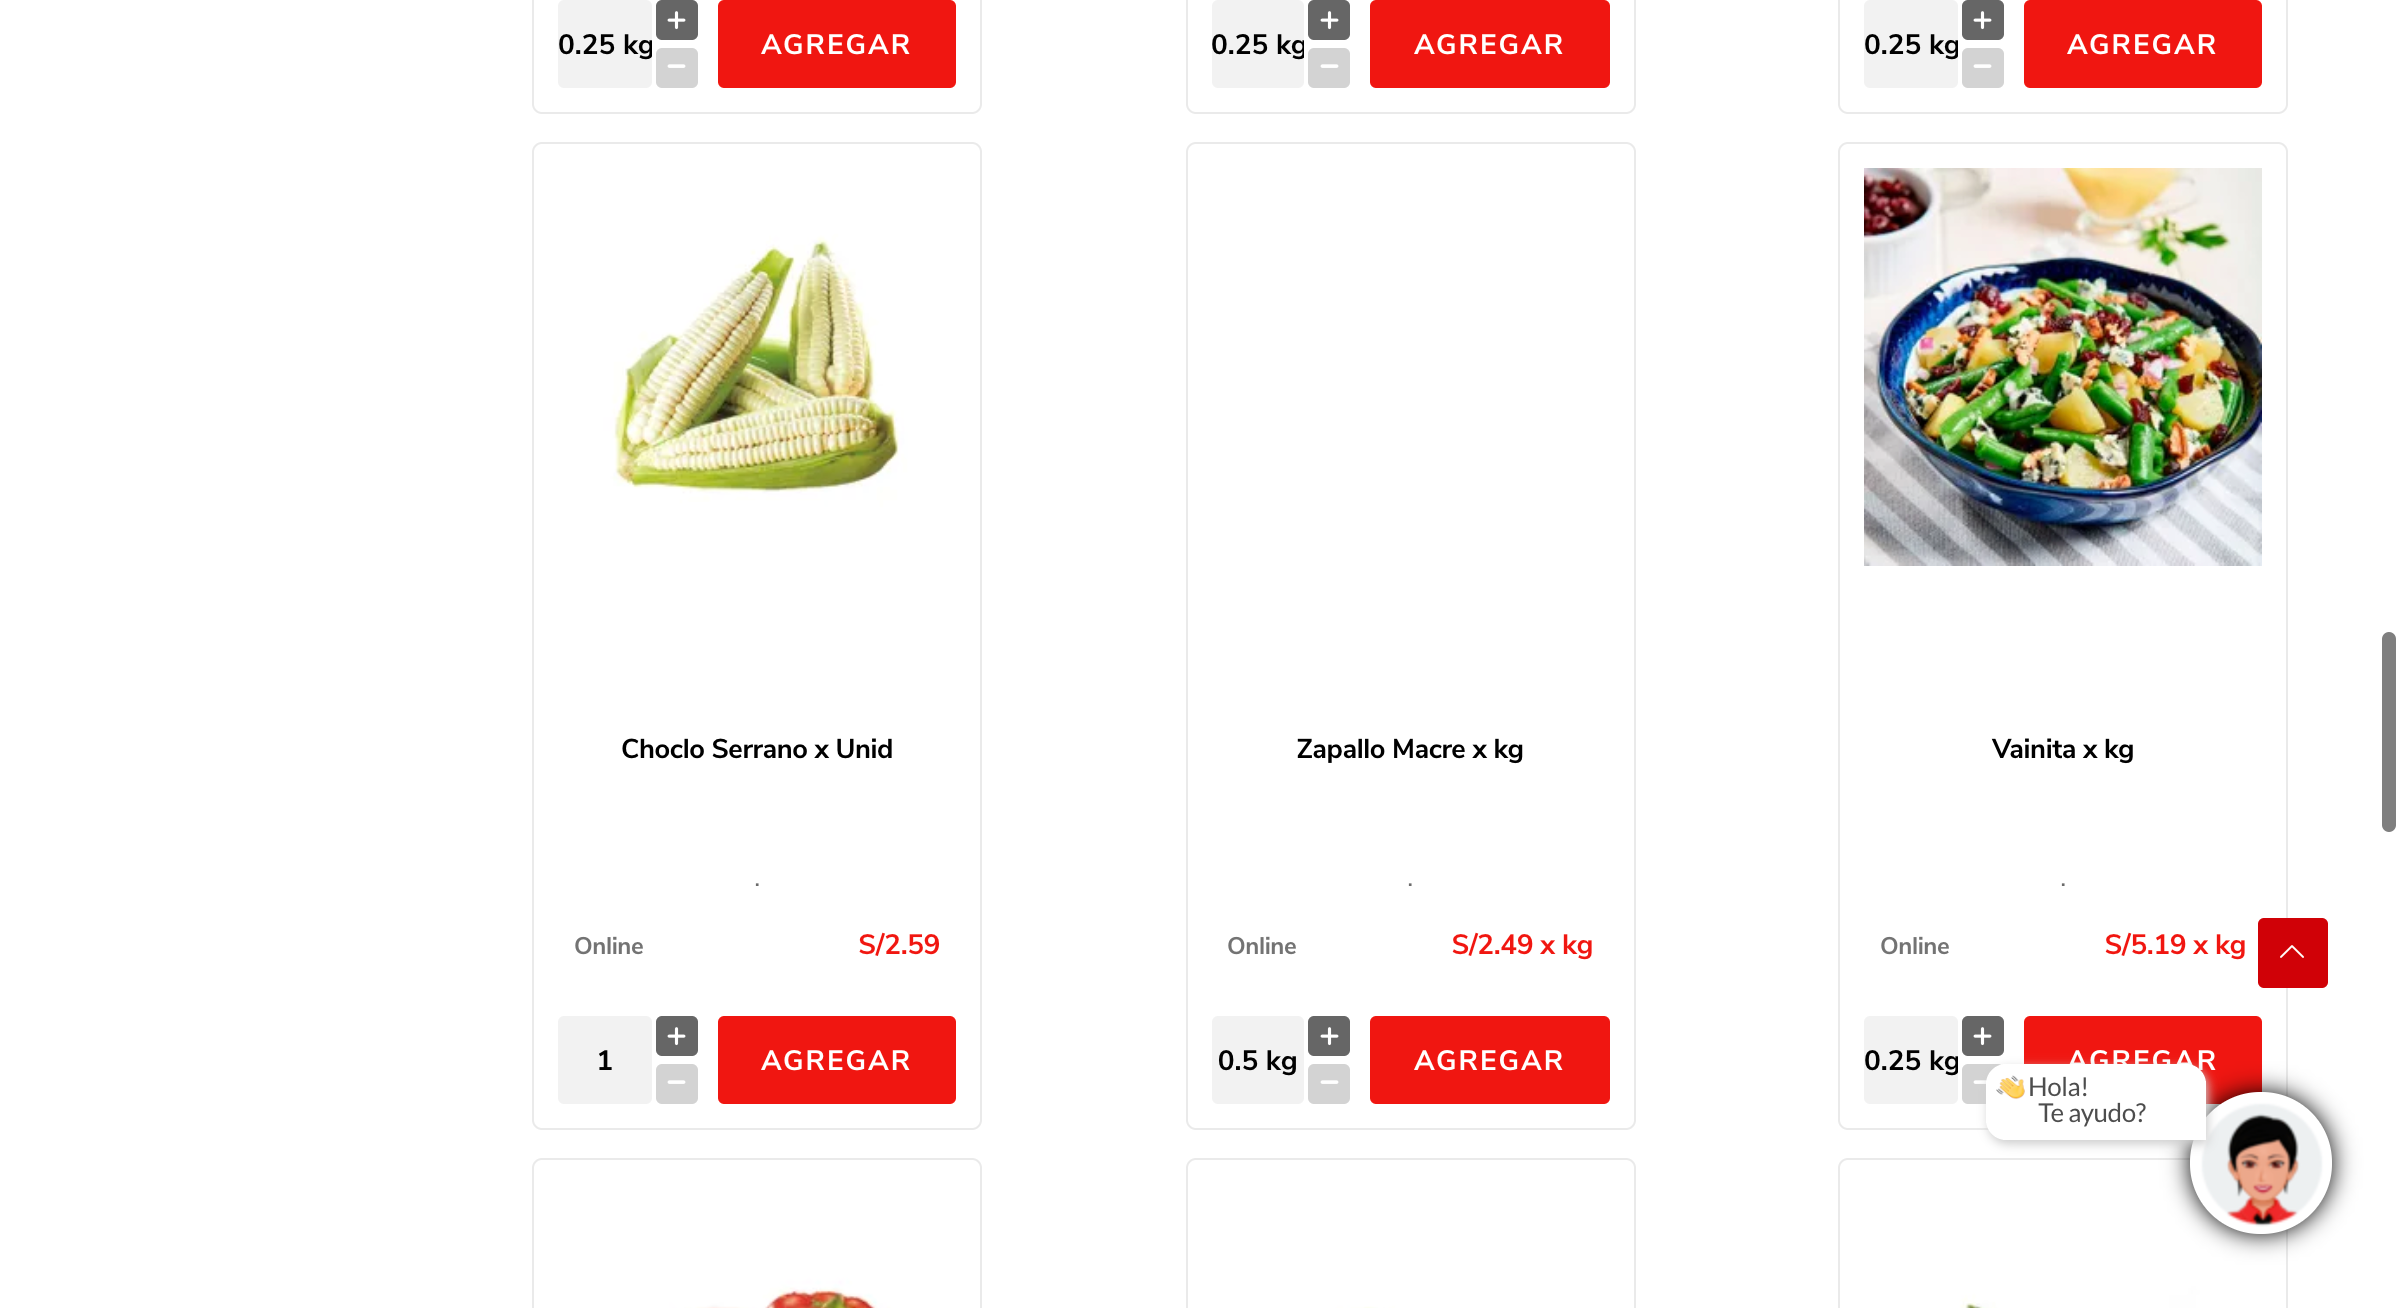 0.25 kg + − AGREGAR
0.25 kg + − AGREGAR
0.25 kg + − AGREGAR
Choclo Serrano x Unid
.
Online S/2.59
1 + − AGREGAR
Zapallo Macre x kg
.
Online S/2.49 x kg
0.5 kg + − AGREGAR
Vainita x kg
.
Online S/5.19 x kg
0.25 kg + − AGREGAR
👋Hola!
Te ayudo?